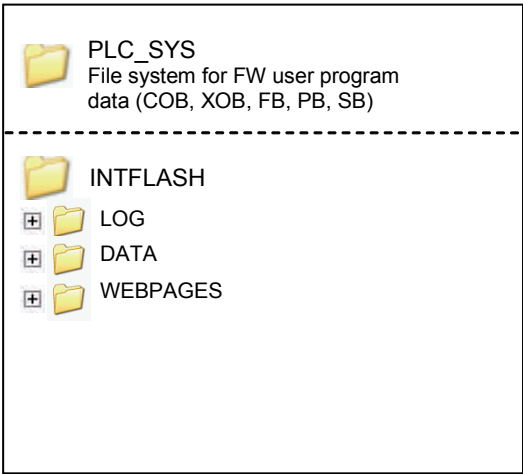 PLC_SYS
File system for FW user program
data (COB, XOB, FB, PB, SB)
INTFLASH
LOG
DATA
WEBPAGES